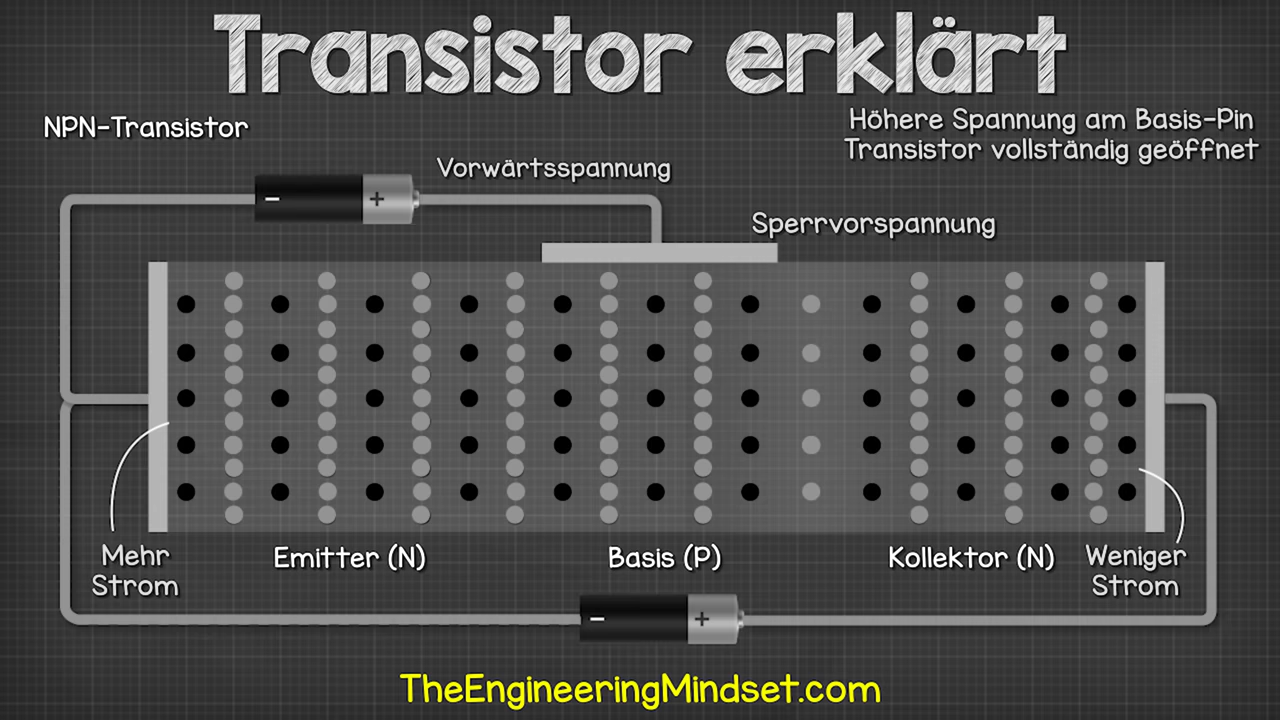 Transistor erklärt
NPN-Transistor
Höhere Spannung am Basis-Pin
Transistor vollständig geöffnet
Vorwärtsspannung
- +
Sperrvorspannung
Mehr
Strom
Emitter (N)
Basis (P)
Kollektor (N)
Weniger
Strom
- +
TheEngineeringMindset.com